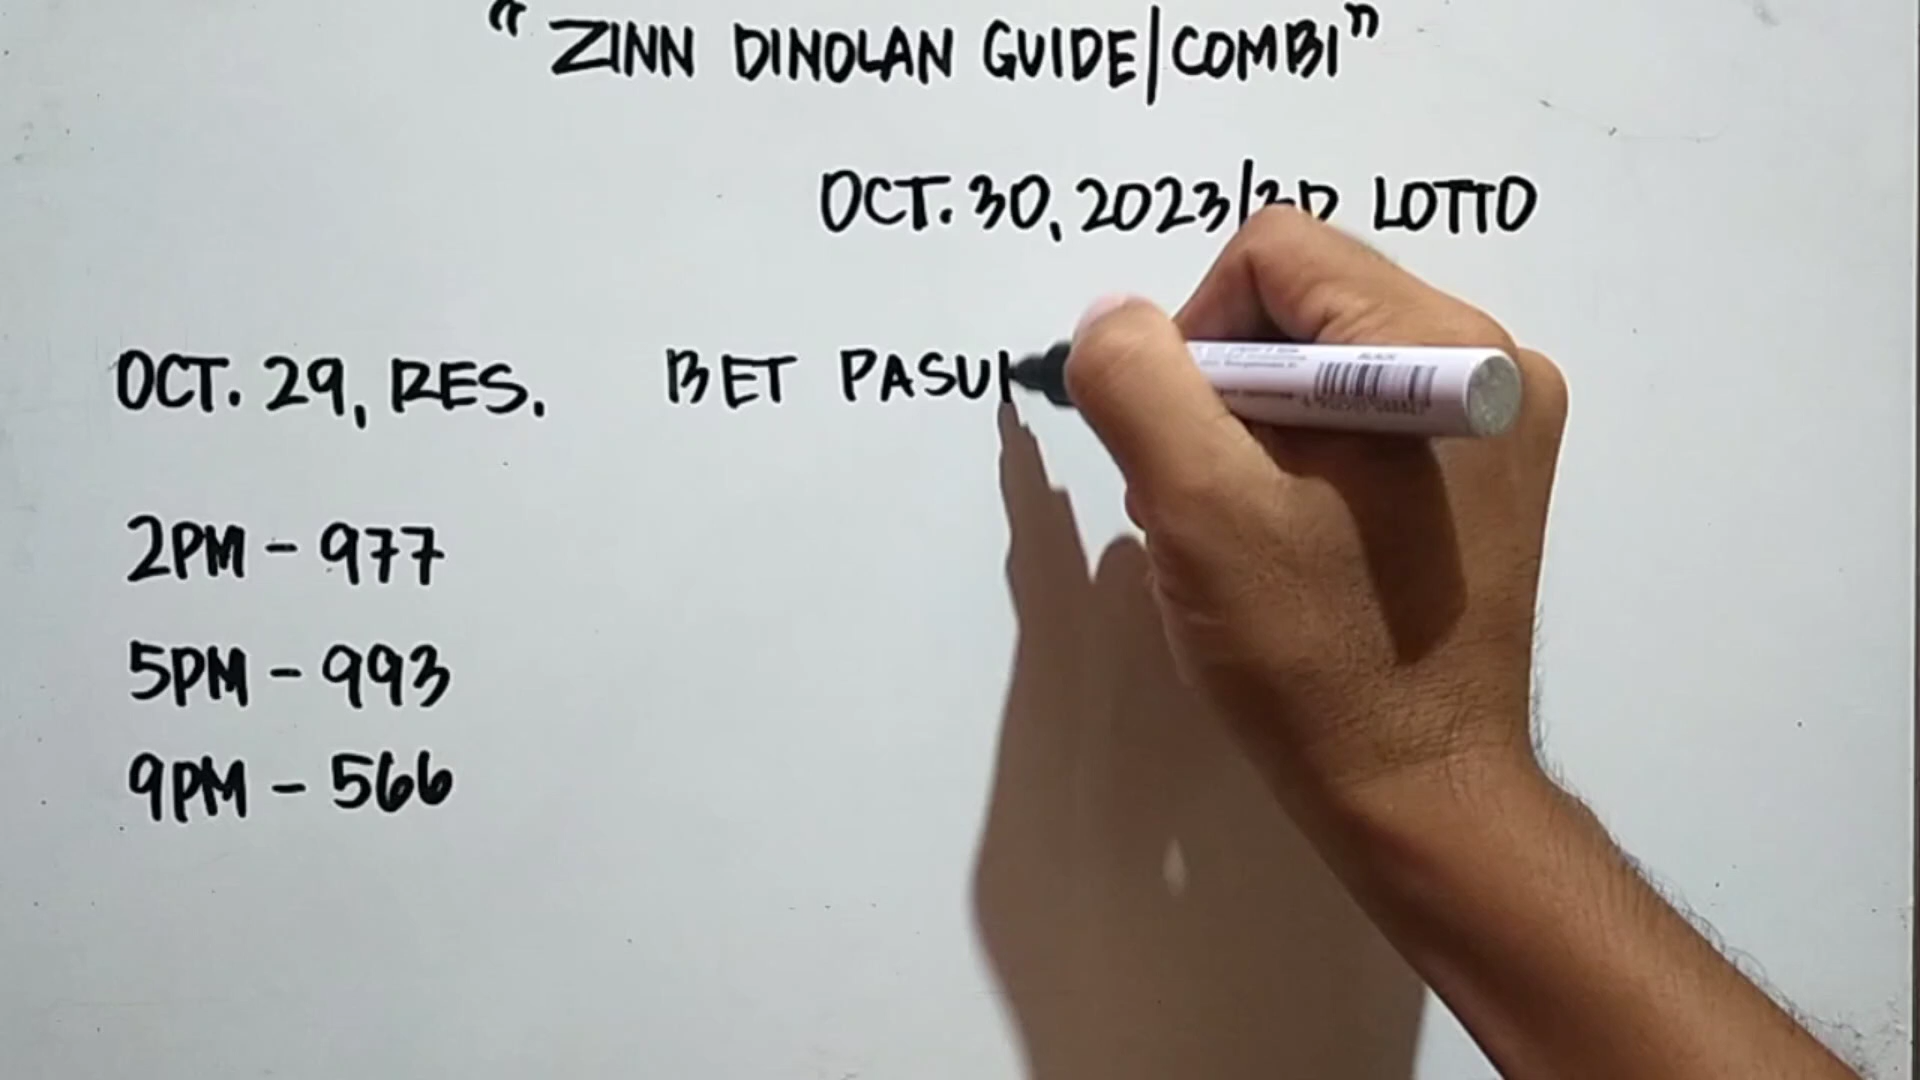 "ZINN DINOLAN GUIDE/COMBI"
OCT. 30, 2023/3D LOTTO
OCT. 29, RES.
BET PASU
2PM - 977
5PM - 993
9PM - 566